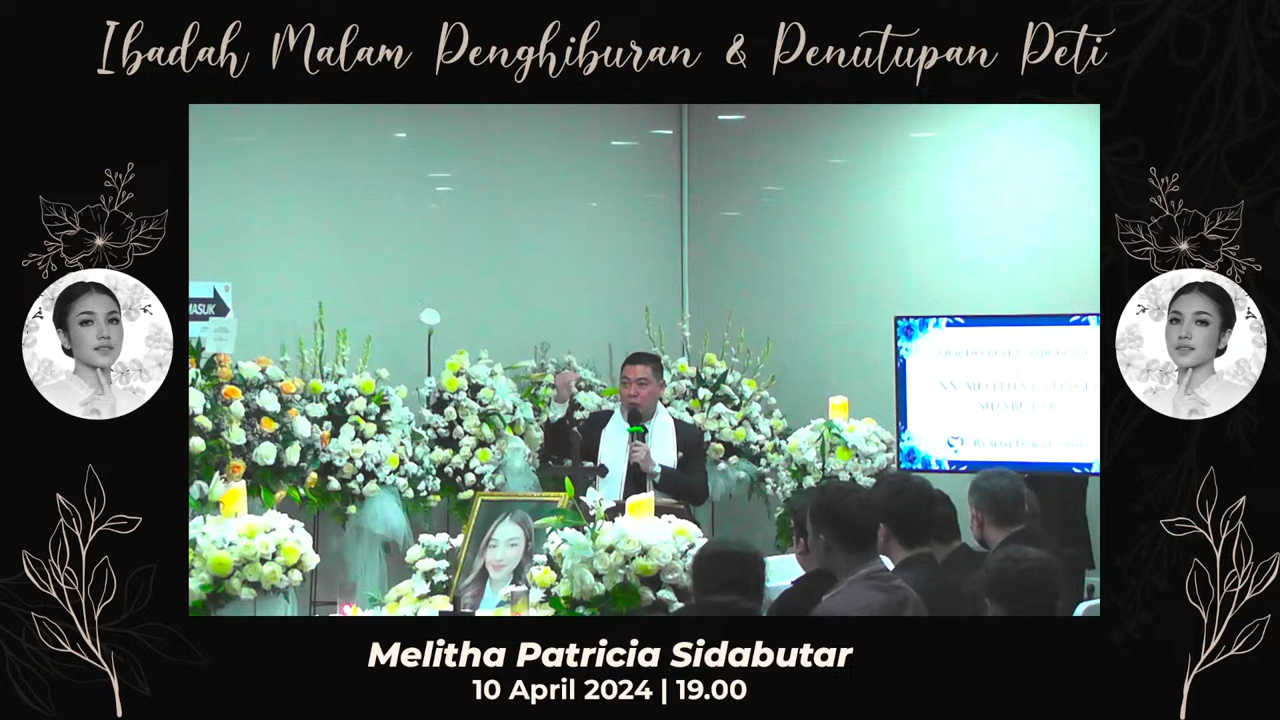 Ibadah Malam Penghiburan & Penutupan Peti
MASUK
Melitha Patricia Sidabutar
10 April 2024 | 19.00